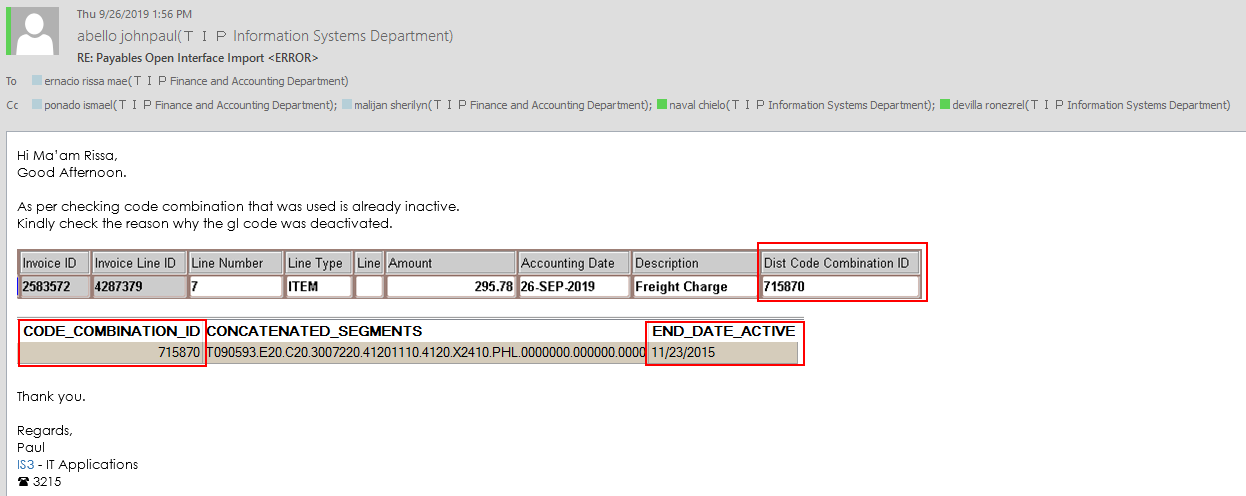 Thu 9/26/2019 1:56 PM
abello johnpaul(ＴＩＰ Information Systems Department)
RE: Payables Open Interface Import <ERROR>
To ernacio rissa mae(ＴＩＰ Finance and Accounting Department)
Cc ponado ismael(ＴＩＰ Finance and Accounting Department); malijan sherilyn(ＴＩＰ Finance and Accounting Department); naval chielo(ＴＩＰ Information Systems Department); devilla ronezrel(ＴＩＰ Information Systems Department)
Hi Ma'am Rissa,
Good Afternoon.
As per checking code combination that was used is already inactive.
Kindly check the reason why the gl code was deactivated.
Invoice ID Invoice Line ID Line Number Line Type Line Amount Accounting Date Description Dist Code Combination ID
2583572 4287379 7 ITEM 295.78 26-SEP-2019 Freight Charge 715870
CODE_COMBINATION_ID CONCATENATED_SEGMENTS END_DATE_ACTIVE
715870 T090593.E20.C20.3007220.41201110.4120.X2410.PHL.0000000.000000.0000 11/23/2015
Thank you.
Regards,
Paul
IS3 - IT Applications
☎ 3215